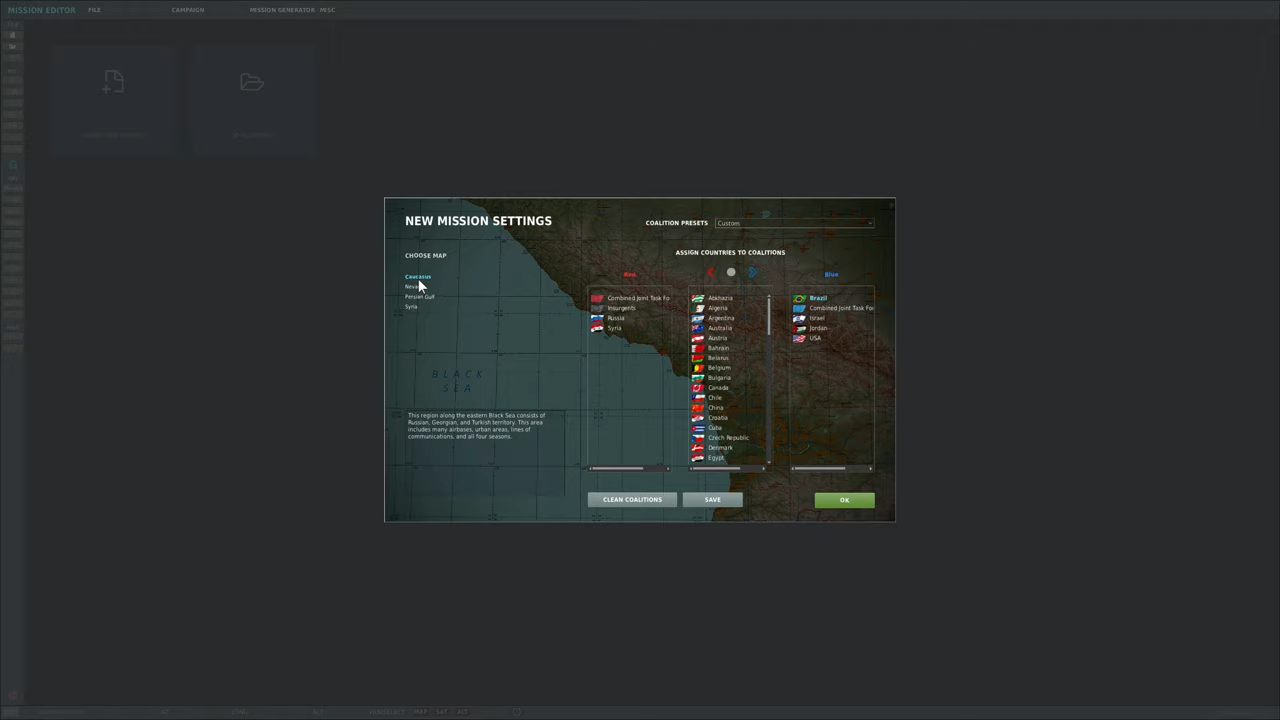 MISSION EDITOR
FILE
CAMPAIGN
MISSION GENERATOR
MISC
NEW MISSION SETTINGS
COALITION PRESETS
Custom
CHOOSE MAP
ASSIGN COUNTRIES TO COALITIONS
Caucasus
Persian Gulf
Syria
Red
Blue
Combined Joint Task Fo
Insurgents
Russia
Syria
Abkhazia
Algeria
Argentina
Australia
Austria
Bahrain
Belarus
Belgium
Bulgaria
Canada
Chile
China
Croatia
Cuba
Czech Republic
Denmark
Egypt
Brazil
Combined Joint Task For
Israel
Jordan
USA
BLACK
SEA
This region along the eastern Black Sea consists of
Russian, Georgian, and Turkish territory. This area
includes many airbases, urban areas, lines of
communications, and all four seasons.
CLEAN COALITIONS
SAVE
OK
MAP
SAT
ALT